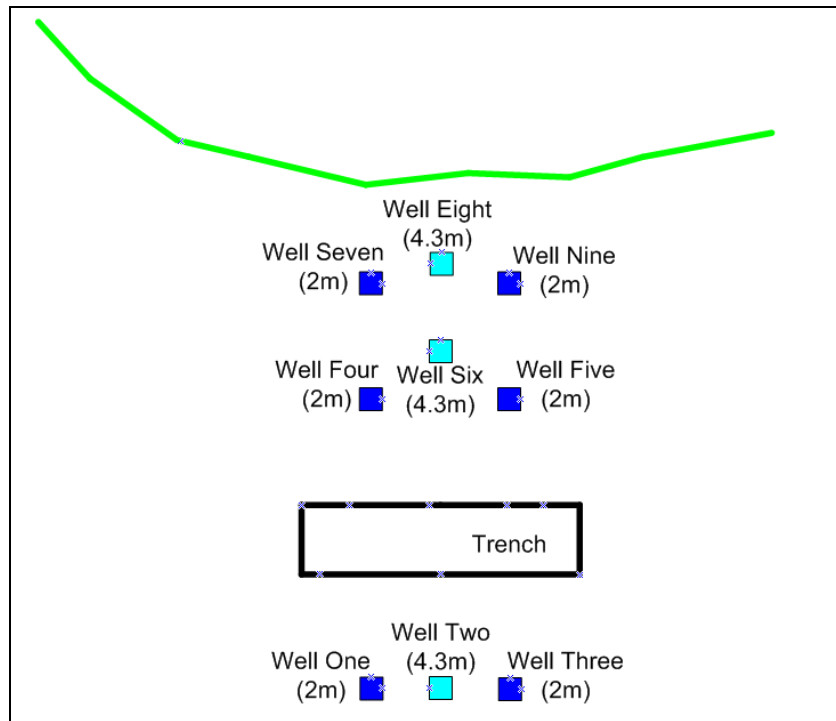 Well Eight
(4.3m)
Well Seven
(2m)
Well Nine
(2m)
Well Four
(2m)
Well Six
(4.3m)
Well Five
(2m)
Trench
Well Two
(4.3m)
Well One
(2m)
Well Three
(2m)